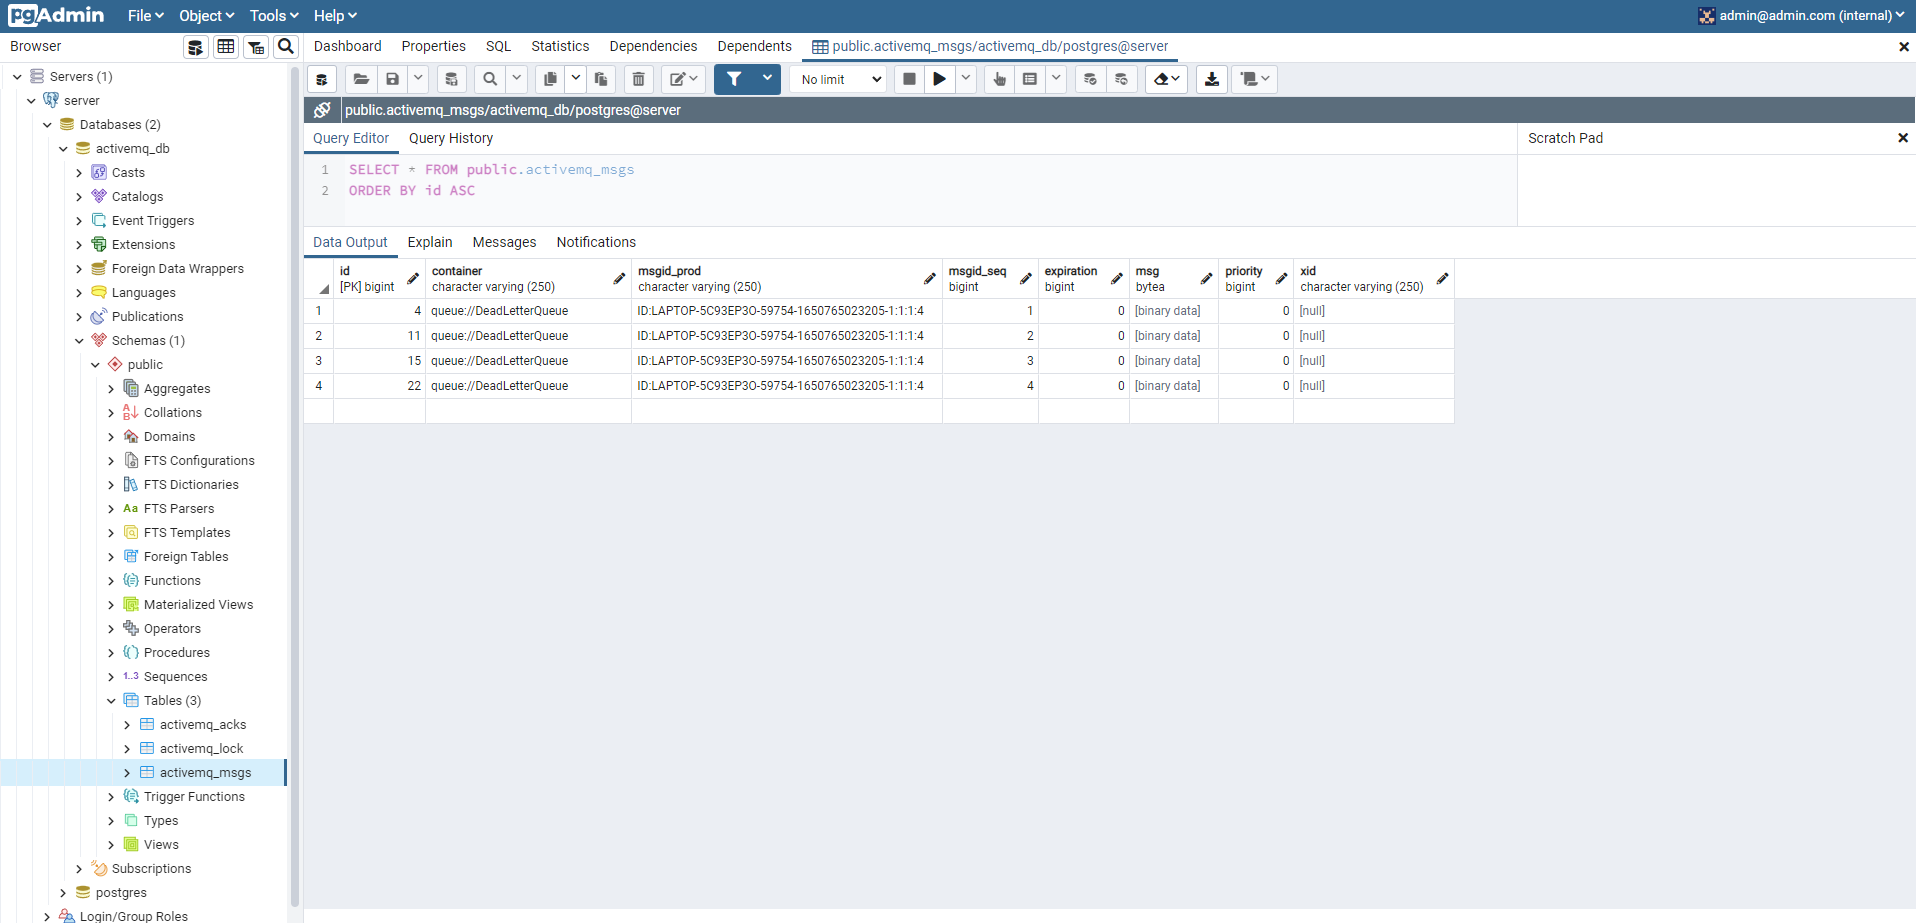 pgAdmin File Object Tools Help admin@admin.com (internal)
Browser Dashboard Properties SQL Statistics Dependencies Dependents public.activemq_msgs/activemq_db/postgres@server
Servers (1)
server
Databases (2)
activemq_db
Casts
Catalogs
Event Triggers
Extensions
Foreign Data Wrappers
Languages
Publications
Schemas (1)
public
Aggregates
Collations
Domains
FTS Configurations
FTS Dictionaries
Aa FTS Parsers
FTS Templates
Foreign Tables
Functions
Materialized Views
Operators
Procedures
1..3 Sequences
Tables (3)
activemq_acks
activemq_lock
activemq_msgs
Trigger Functions
Types
Views
Subscriptions
postgres
Login/Group Roles
No limit
public.activemq_msgs/activemq_db/postgres@server
Query Editor Query History Scratch Pad
1 SELECT * FROM public.activemq_msgs
2 ORDER BY id ASC
Data Output Explain Messages Notifications
id container msgid_prod msgid_seq expiration msg priority xid
[PK] bigint character varying (250) character varying (250) bigint bigint bytea bigint character varying (250)
1 4 queue://DeadLetterQueue ID:LAPTOP-5C93EP3O-59754-1650765023205-1:1:1:4 1 0 [binary data] 0 [null]
2 11 queue://DeadLetterQueue ID:LAPTOP-5C93EP3O-59754-1650765023205-1:1:1:4 2 0 [binary data] 0 [null]
3 15 queue://DeadLetterQueue ID:LAPTOP-5C93EP3O-59754-1650765023205-1:1:1:4 3 0 [binary data] 0 [null]
4 22 queue://DeadLetterQueue ID:LAPTOP-5C93EP3O-59754-1650765023205-1:1:1:4 4 0 [binary data] 0 [null]